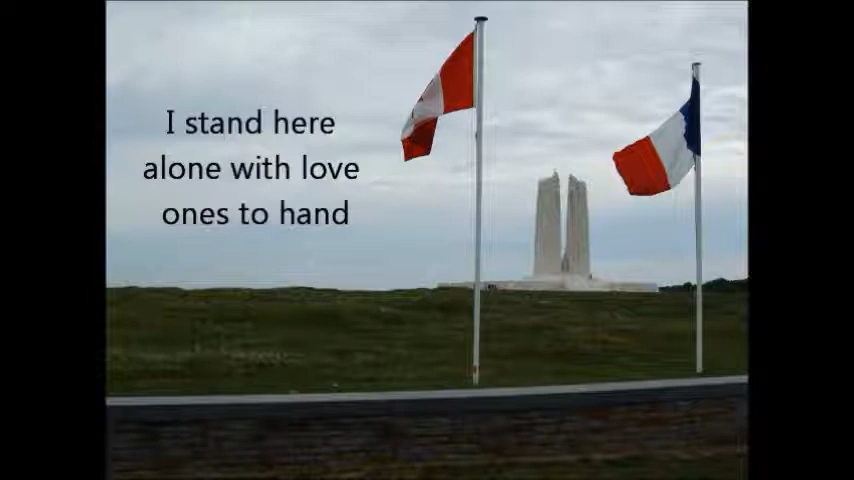 I stand here
alone with love
ones to hand